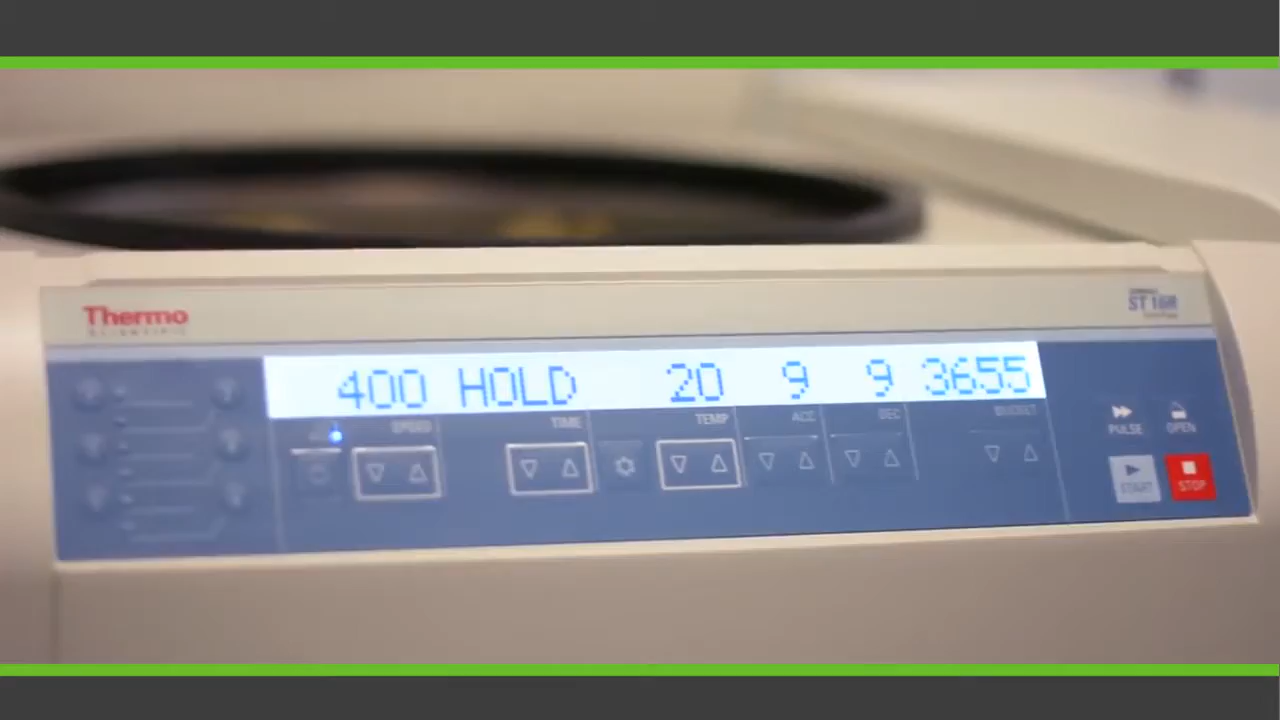 Thermo
SCIENTIFIC
ST 16R
400 HOLD 20 9 9 3655
SPEED TIME TEMP ACC DEC BUCKET
PULSE OPEN
START STOP